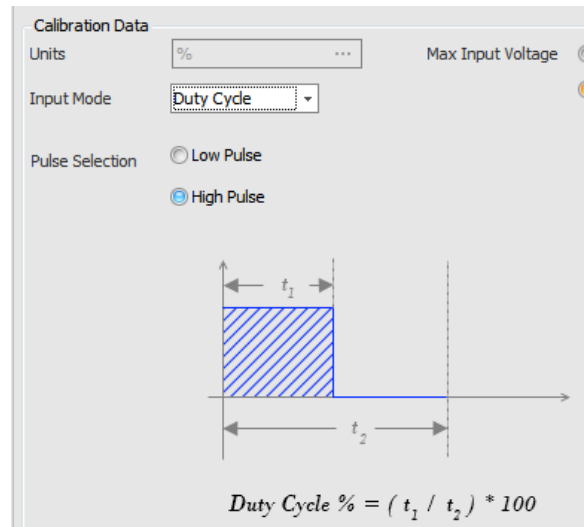 Calibration Data
Units % ... Max Input Voltage
Input Mode Duty Cycle
Pulse Selection Low Pulse
High Pulse
t1
t2
Duty Cycle % = ( t1 / t2 ) * 100